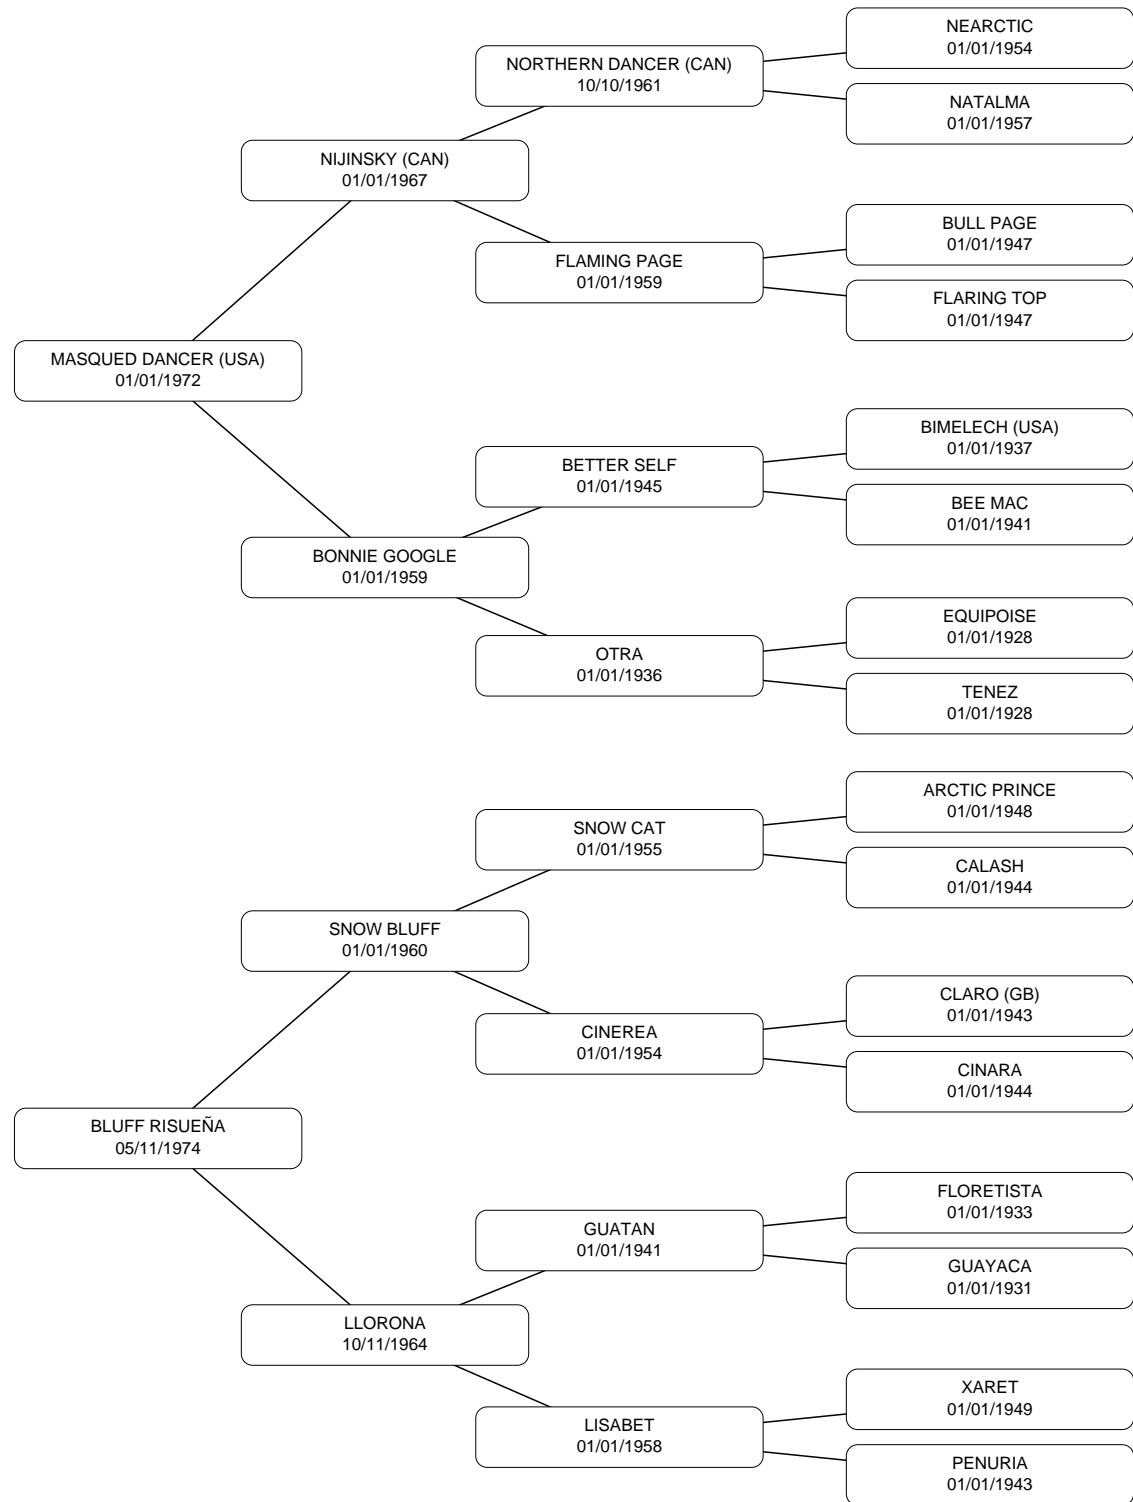 NEARCTIC
01/01/1954
NORTHERN DANCER (CAN)
10/10/1961
NATALMA
01/01/1957
NIJINSKY (CAN)
01/01/1967
BULL PAGE
01/01/1947
FLAMING PAGE
01/01/1959
FLARING TOP
01/01/1947
MASQUED DANCER (USA)
01/01/1972
BIMELECH (USA)
01/01/1937
BETTER SELF
01/01/1945
BEE MAC
01/01/1941
BONNIE GOOGLE
01/01/1959
EQUIPOISE
01/01/1928
OTRA
01/01/1936
TENEZ
01/01/1928
ARCTIC PRINCE
01/01/1948
SNOW CAT
01/01/1955
CALASH
01/01/1944
SNOW BLUFF
01/01/1960
CLARO (GB)
01/01/1943
CINEREA
01/01/1954
CINARA
01/01/1944
BLUFF RISUEÑA
05/11/1974
FLORETISTA
01/01/1933
GUATAN
01/01/1941
GUAYACA
01/01/1931
LLORONA
10/11/1964
XARET
01/01/1949
LISABET
01/01/1958
PENURIA
01/01/1943